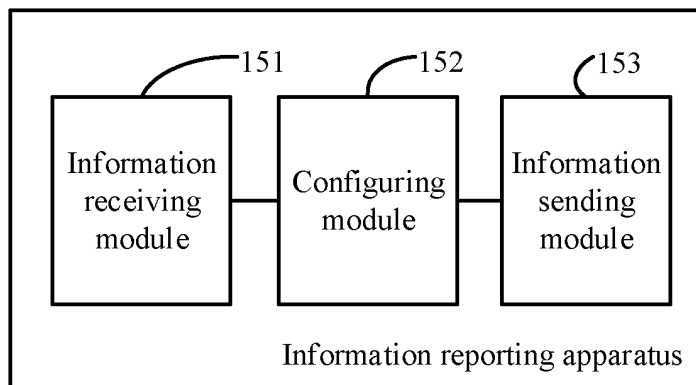 151
152
153
Information
receiving
module
Configuring
module
Information
sending
module
Information reporting apparatus